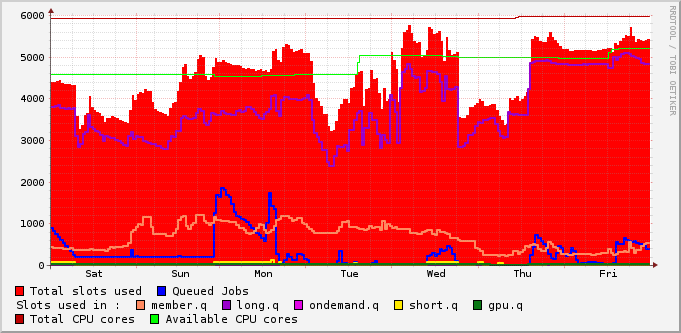 RRDTOOL / TOBI OETIKER
6000
5000
4000
3000
2000
1000
0
Sat Sun Mon Tue Wed Thu Fri
Total slots used Queued Jobs
Slots used in : member.q long.q ondemand.q short.q gpu.q
Total CPU cores Available CPU cores